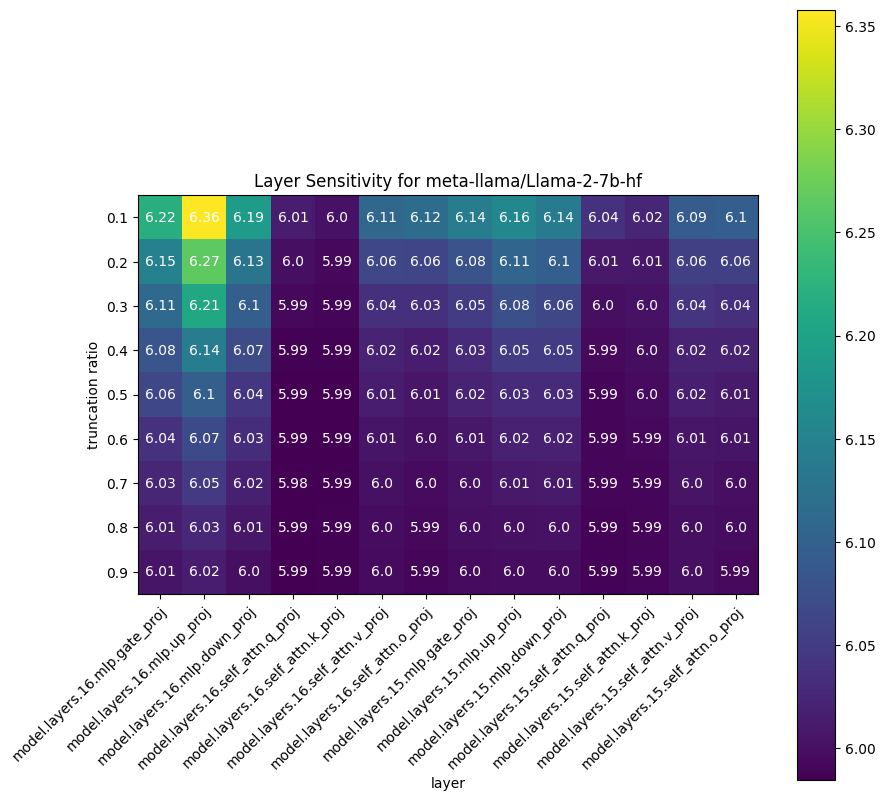 Layer Sensitivity for meta-llama/Llama-2-7b-hf
0.1 6.22 6.36 6.19 6.01 6.0 6.11 6.12 6.14 6.16 6.14 6.04 6.02 6.09 6.1
0.2 6.15 6.27 6.13 6.0 5.99 6.06 6.06 6.08 6.11 6.1 6.01 6.01 6.06 6.06
0.3 6.11 6.21 6.1 5.99 5.99 6.04 6.03 6.05 6.08 6.06 6.0 6.0 6.04 6.04
0.4 6.08 6.14 6.07 5.99 5.99 6.02 6.02 6.03 6.05 6.05 5.99 6.0 6.02 6.02
0.5 6.06 6.1 6.04 5.99 5.99 6.01 6.01 6.02 6.03 6.03 5.99 6.0 6.02 6.01
0.6 6.04 6.07 6.03 5.99 5.99 6.01 6.0 6.01 6.02 6.02 5.99 5.99 6.01 6.01
0.7 6.03 6.05 6.02 5.98 5.99 6.0 6.0 6.0 6.01 6.01 5.99 5.99 6.0 6.0
0.8 6.01 6.03 6.01 5.99 5.99 6.0 5.99 6.0 6.0 6.0 5.99 5.99 6.0 6.0
0.9 6.01 6.02 6.0 5.99 5.99 6.0 5.99 6.0 6.0 6.0 5.99 5.99 6.0 5.99
truncation ratio
model.layers.16.mlp.gate_proj
model.layers.16.mlp.up_proj
model.layers.16.mlp.down_proj
model.layers.16.self_attn.q_proj
model.layers.16.self_attn.k_proj
model.layers.16.self_attn.v_proj
model.layers.16.self_attn.o_proj
model.layers.15.mlp.gate_proj
model.layers.15.mlp.up_proj
model.layers.15.mlp.down_proj
model.layers.15.self_attn.q_proj
model.layers.15.self_attn.k_proj
model.layers.15.self_attn.v_proj
model.layers.15.self_attn.o_proj
layer
6.35
6.30
6.25
6.20
6.15
6.10
6.05
6.00